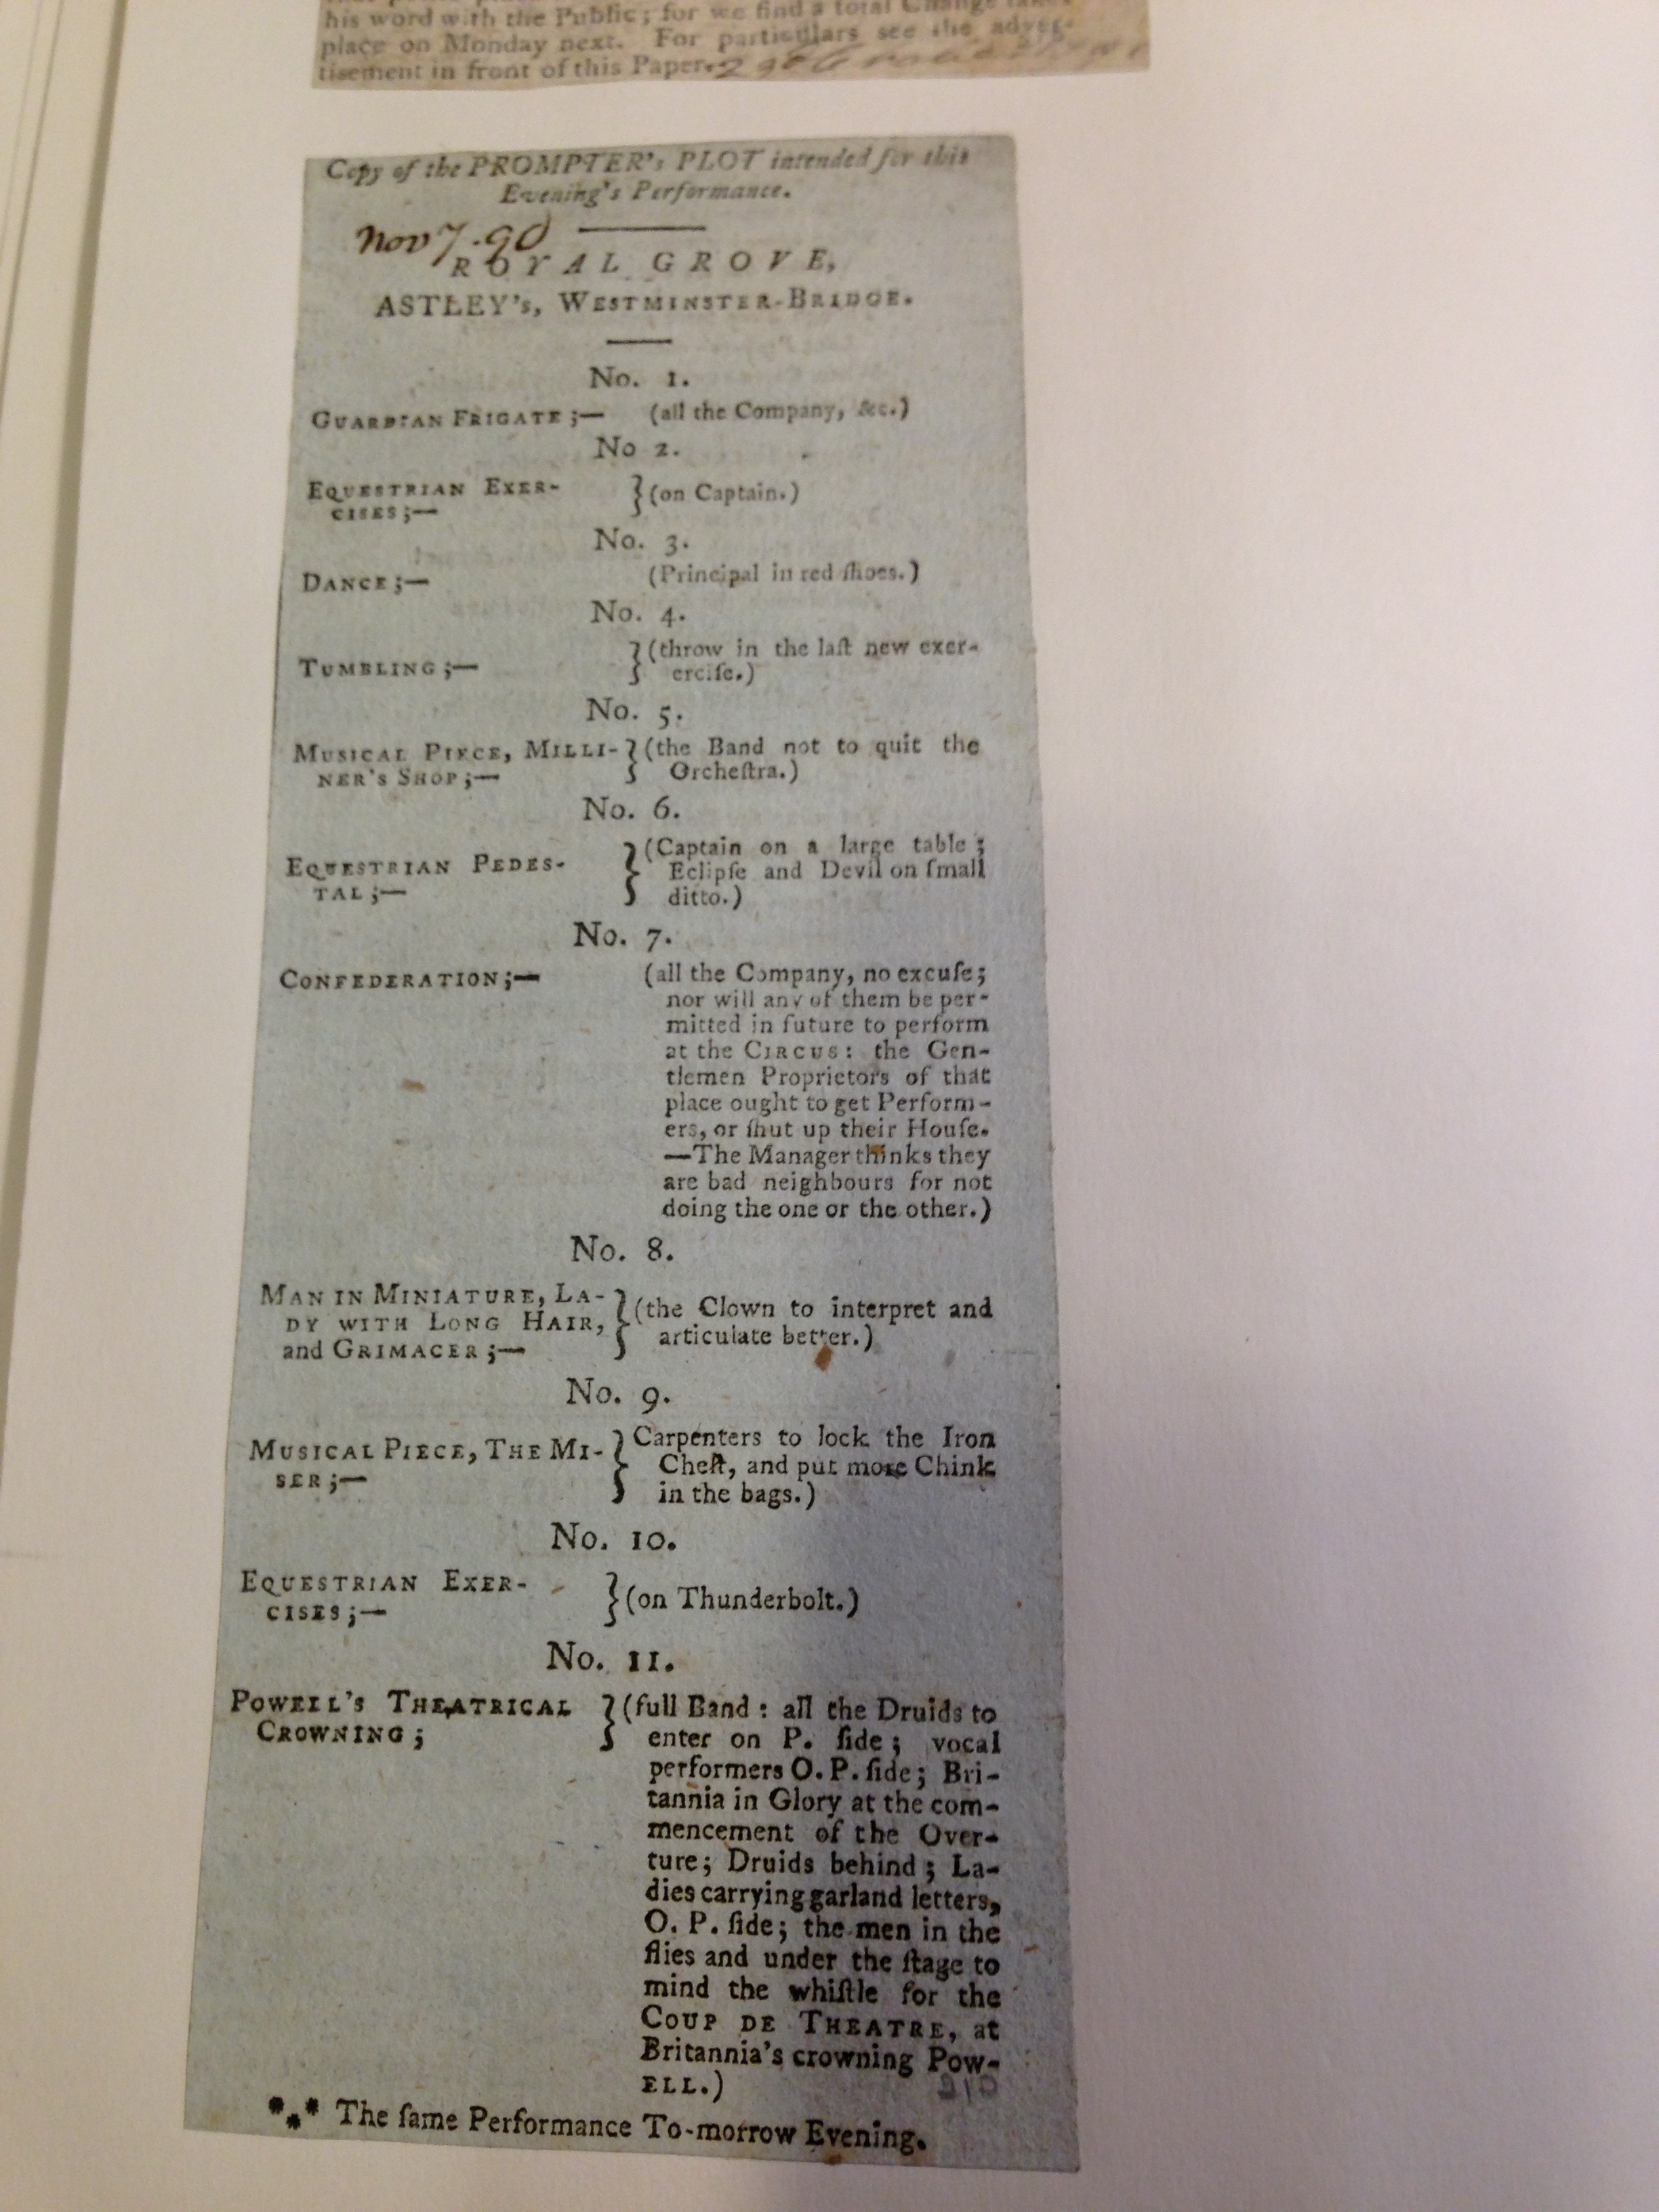 his word with the Public; for we find a total Change takes
place on Monday next. For particulars see the adver-
tisement in front of this Paper.
Copy of the PROMPTER's PLOT intended for this
Evening's Performance.
Nov 7. 90
ROYAL GROVE,
ASTLEY's, WESTMINSTER-BRIDGE.
No. 1.
GUARDIAN FRIGATE;— (all the Company, &c.)
No 2.
EQUESTRIAN EXER- } (on Captain.)
CISES;—
No. 3.
DANCE;— (Principal in red ſhoes.)
No. 4.
TUMBLING;— } (throw in the laſt new exer-
erciſe.)
No. 5.
MUSICAL PIECE, MILLI- } (the Band not to quit the
NER'S SHOP;— Orcheſtra.)
No. 6.
EQUESTRIAN PEDES- } (Captain on a large table;
TAL;— Eclipſe and Devil on ſmall
ditto.)
No. 7.
CONFEDERATION;— (all the Company, no excuſe;
nor will any of them be per-
mitted in future to perform
at the CIRCUS: the Gen-
tlemen Proprietors of that
place ought to get Perform-
ers, or ſhut up their Houſe.
—The Manager thinks they
are bad neighbours for not
doing the one or the other.)
No. 8.
MAN IN MINIATURE, LA- } (the Clown to interpret and
DY WITH LONG HAIR, articulate better.)
and GRIMACER;—
No. 9.
MUSICAL PIECE, THE MI- } Carpenters to lock the Iron
SER;— Cheſt, and put more Chink
in the bags.)
No. 10.
EQUESTRIAN EXER- } (on Thunderbolt.)
CISES;—
No. 11.
POWELL'S THEATRICAL } (full Band: all the Druids to
CROWNING; enter on P. ſide; vocal
performers O. P. ſide; Bri-
tannia in Glory at the com-
mencement of the Over-
ture; Druids behind; La-
dies carrying garland letters,
O. P. ſide; the men in the
flies and under the ſtage to
mind the whiſtle for the
COUP DE THEATRE, at
Britannia's crowning POW-
ELL.)
*⁎* The ſame Performance To-morrow Evening.